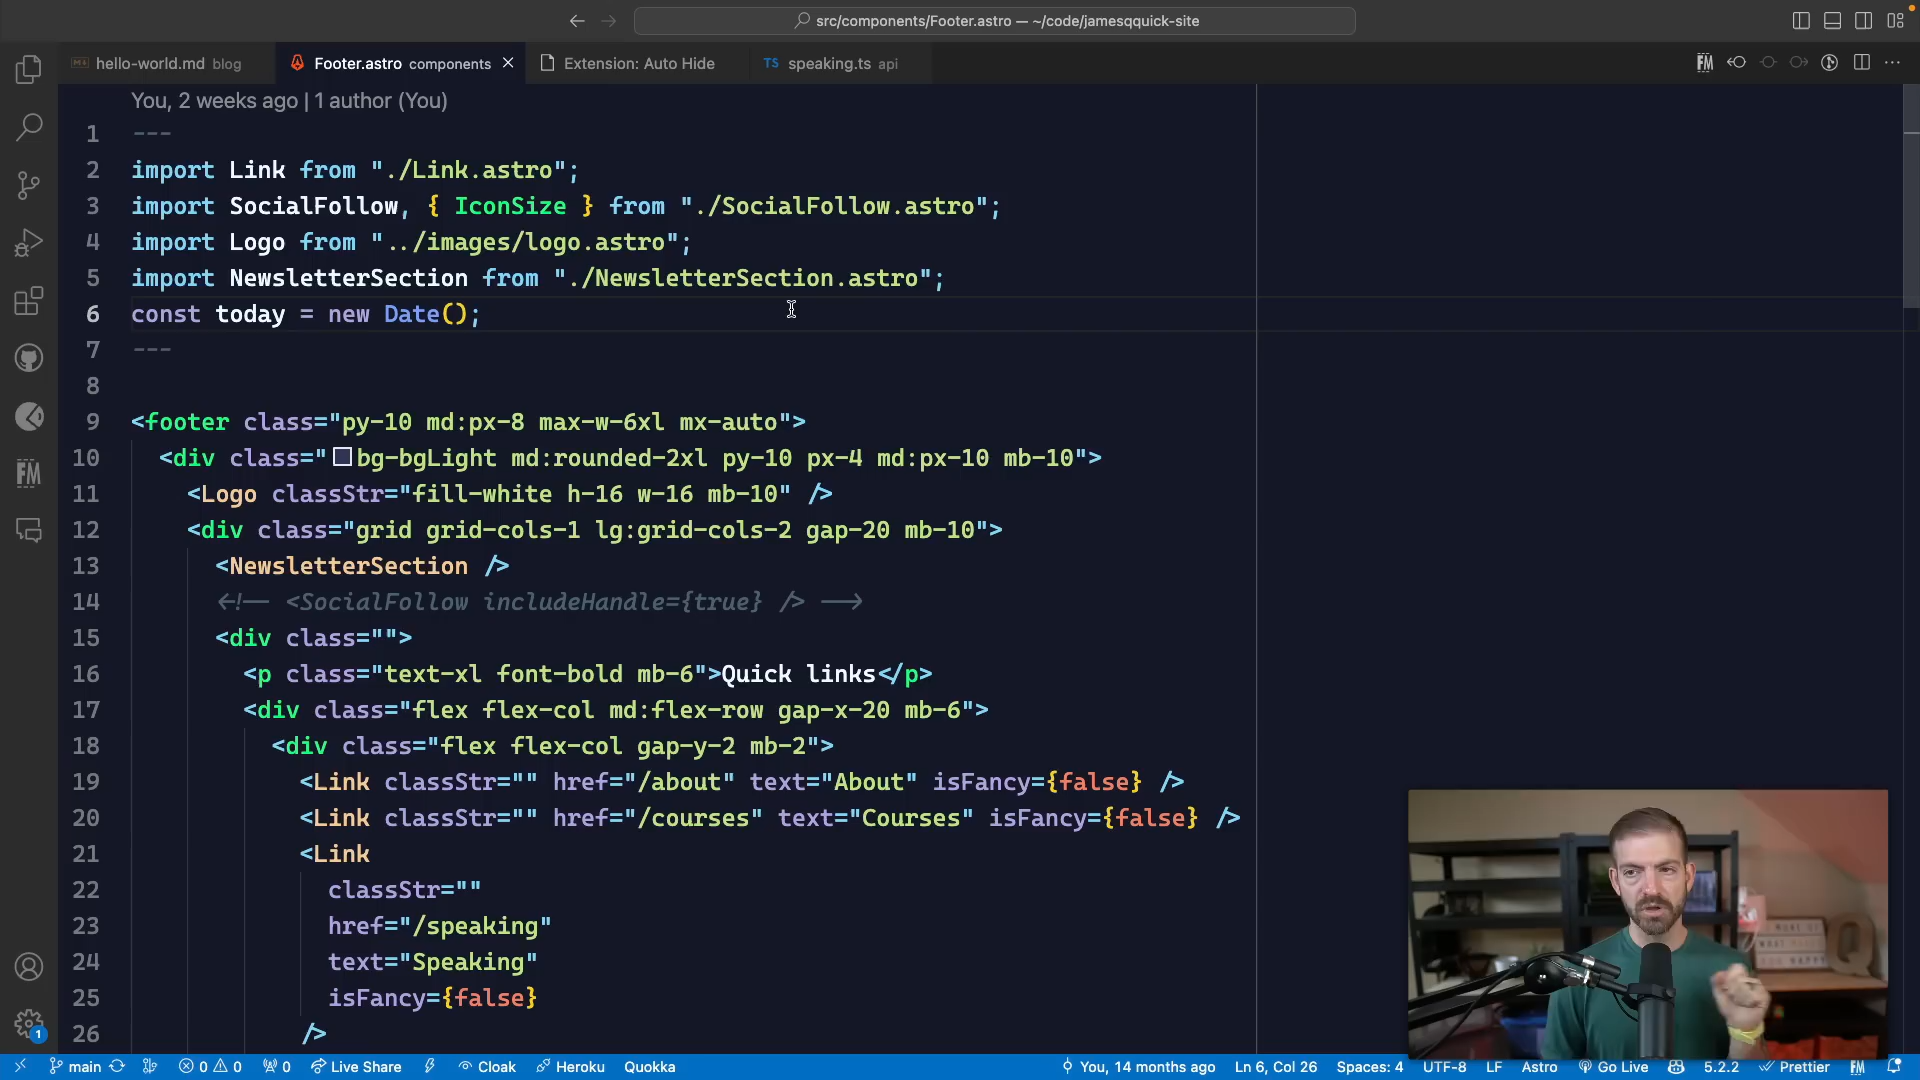 src/components/Footer.astro — ~/code/jamesqquick-site
hello-world.md blog
Footer.astro components
Extension: Auto Hide
TS speaking.ts api
FM
You, 2 weeks ago | 1 author (You)
1 ---
2 import Link from "./Link.astro";
3 import SocialFollow, { IconSize } from "./SocialFollow.astro";
4 import Logo from "../images/logo.astro";
5 import NewsletterSection from "./NewsletterSection.astro";
6 const today = new Date();
7 ---
8
9 <footer class="py-10 md:px-8 max-w-6xl mx-auto">
10 <div class="bg-bgLight md:rounded-2xl py-10 px-4 md:px-10 mb-10">
11 <Logo classStr="fill-white h-16 w-16 mb-10" />
12 <div class="grid grid-cols-1 lg:grid-cols-2 gap-20 mb-10">
13 <NewsletterSection />
14 <!-- <SocialFollow includeHandle={true} /> -->
15 <div class="">
16 <p class="text-xl font-bold mb-6">Quick links</p>
17 <div class="flex flex-col md:flex-row gap-x-20 mb-6">
18 <div class="flex flex-col gap-y-2 mb-2">
19 <Link classStr="" href="/about" text="About" isFancy={false} />
20 <Link classStr="" href="/courses" text="Courses" isFancy={false} />
21 <Link
22 classStr=""
23 href="/speaking"
24 text="Speaking"
25 isFancy={false}
26 />
FM
1
main
0 0
0
Live Share
Cloak
Heroku
Quokka
You, 14 months ago
Ln 6, Col 26
Spaces: 4
UTF-8
LF
Astro
Go Live
5.2.2
Prettier
FM